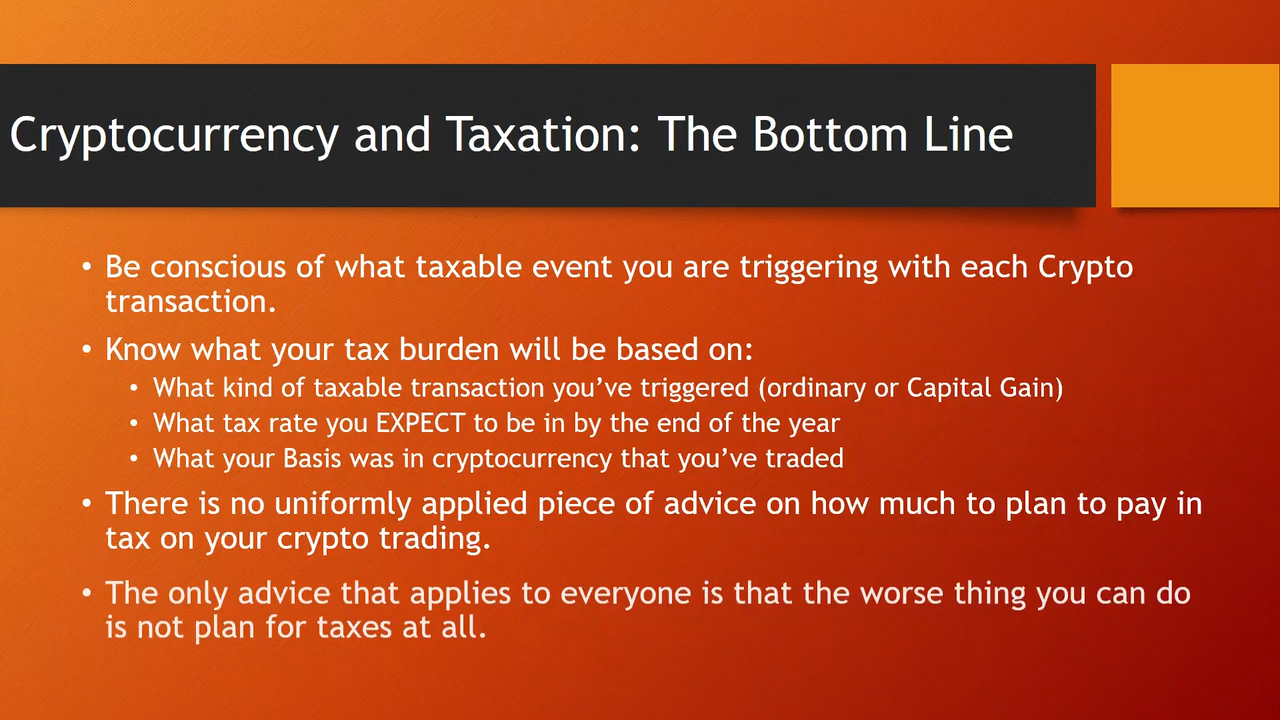 Cryptocurrency and Taxation: The Bottom Line
• Be conscious of what taxable event you are triggering with each Crypto
transaction.
• Know what your tax burden will be based on:
• What kind of taxable transaction you’ve triggered (ordinary or Capital Gain)
• What tax rate you EXPECT to be in by the end of the year
• What your Basis was in cryptocurrency that you’ve traded
• There is no uniformly applied piece of advice on how much to plan to pay in
tax on your crypto trading.
• The only advice that applies to everyone is that the worse thing you can do
is not plan for taxes at all.